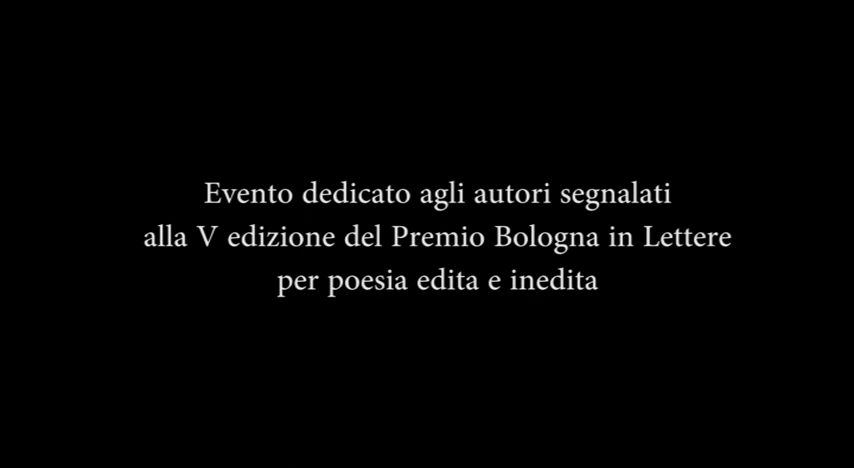 Evento dedicato agli autori segnalati
alla V edizione del Premio Bologna in Lettere
per poesia edita e inedita